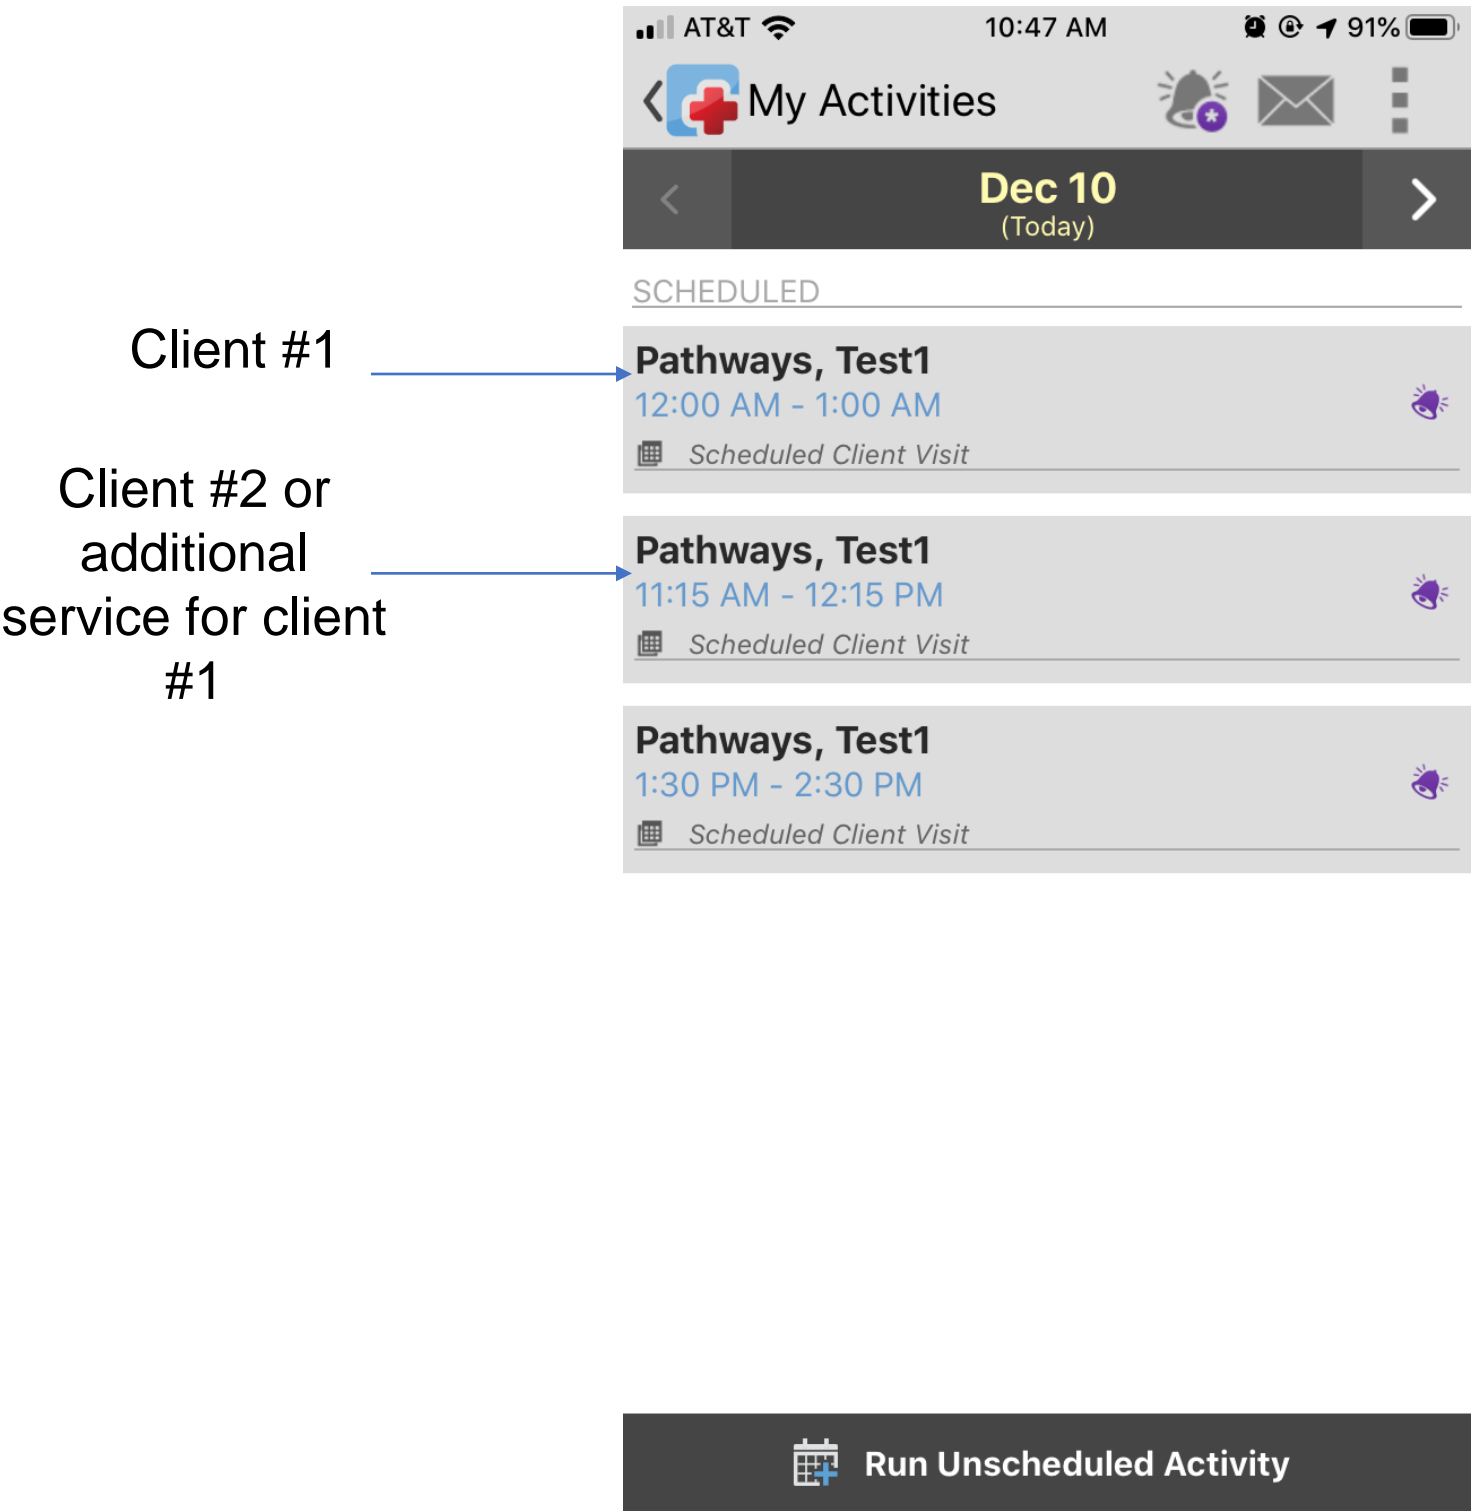 AT&T 10:47 AM 91%
My Activities
Dec 10
(Today)
SCHEDULED
Client #1
Pathways, Test1
12:00 AM - 1:00 AM
Scheduled Client Visit
Client #2 or
additional
service for client
#1
Pathways, Test1
11:15 AM - 12:15 PM
Scheduled Client Visit
Pathways, Test1
1:30 PM - 2:30 PM
Scheduled Client Visit
Run Unscheduled Activity